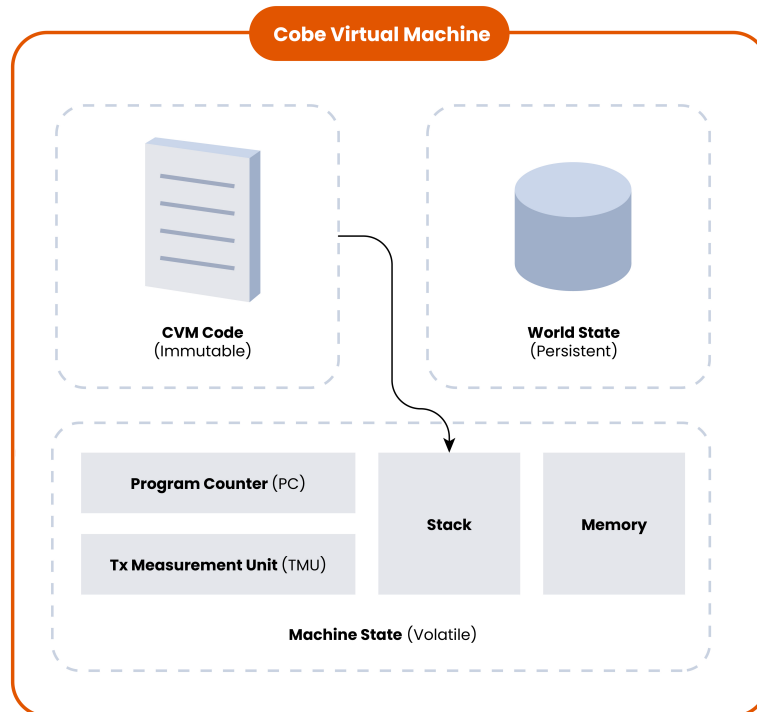 Cobe Virtual Machine
CVM Code
(Immutable)
World State
(Persistent)
Program Counter (PC)
Tx Measurement Unit (TMU)
Stack
Memory
Machine State (Volatile)